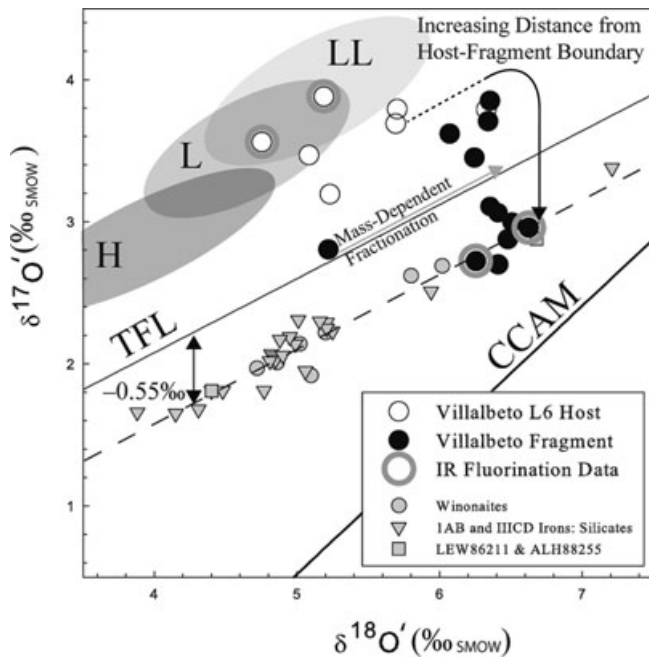 Increasing Distance from
Host-Fragment Boundary
LL
L
H
Mass-Dependent
Fractionation
TFL
CCAM
–0.55‰
4
3
2
1
δ¹⁷O′(‰ SMOW)
Villalbeto L6 Host
Villalbeto Fragment
IR Fluorination Data
Winonaites
1AB and IIICD Irons: Silicates
LEW86211 & ALH88255
4 5 6 7
δ¹⁸O′ (‰ SMOW)